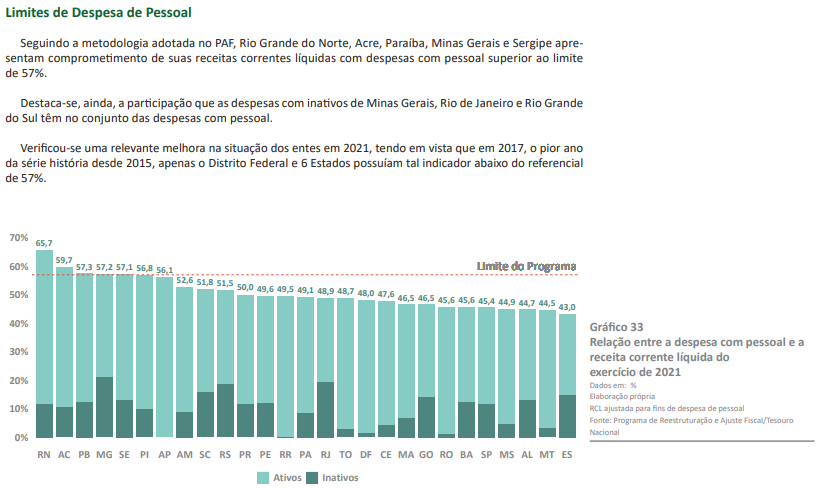 Limites de Despesa de Pessoal
Seguindo a metodologia adotada no PAF, Rio Grande do Norte, Acre, Paraíba, Minas Gerais e Sergipe apre-
sentam comprometimento de suas receitas correntes líquidas com despesas com pessoal superior ao limite
de 57%.
Destaca-se, ainda, a participação que as despesas com inativos de Minas Gerais, Rio de Janeiro e Rio Grande
do Sul têm no conjunto das despesas com pessoal.
Verificou-se uma relevante melhora na situação dos entes em 2021, tendo em vista que em 2017, o pior ano
da série história desde 2015, apenas o Distrito Federal e 6 Estados possuíam tal indicador abaixo do referencial
de 57%.
70%
60%
50%
40%
30%
20%
10%
0%
65,7 59,7 57,3 57,2 57,1 56,8 56,1 52,6 51,8 51,5 50,0 49,6 49,5 49,1 48,9 48,7 48,0 47,6 46,5 46,5 45,6 45,6 45,4 44,9 44,7 44,5 43,0
Limite do Programa
RN AC PB MG SE PI AP AM SC RS PR PE RR PA RJ TO DF CE MA GO RO BA SP MS AL MT ES
Ativos Inativos
Gráfico 33
Relação entre a despesa com pessoal e a
receita corrente líquida do
exercício de 2021
Dados em: %
Elaboração própria
RCL ajustada para fins de despesa de pessoal
Fonte: Programa de Reestruturação e Ajuste Fiscal/Tesouro
Nacional